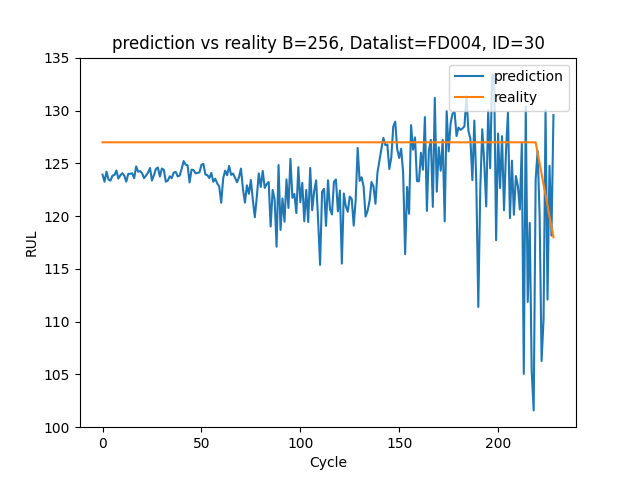 prediction vs reality B=256, Datalist=FD004, ID=30
135
130
125
120
115
110
105
100
RUL
0
50
100
150
200
Cycle
prediction
reality